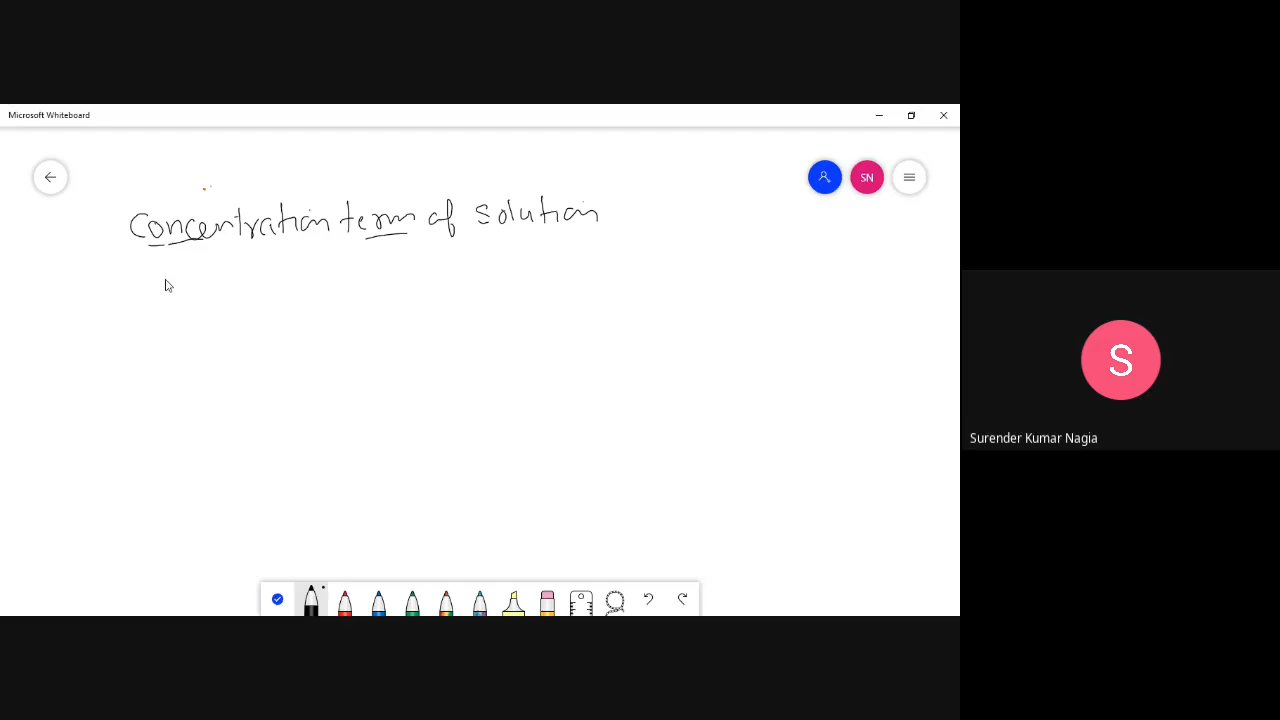 Microsoft Whiteboard
SN
Concentration term of solution
S
Surender Kumar Nagia